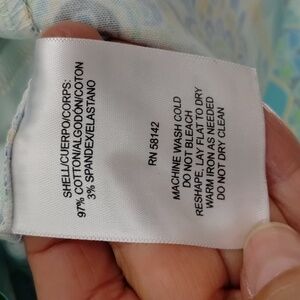 SHELL/CUERPO/CORPS:
97% COTTON/ALGODÓN/COTON
3% SPANDEX/ELASTANO
RN 58142
MACHINE WASH COLD
DO NOT BLEACH
RESHAPE, LAY FLAT TO DRY
WARM IRON AS NEEDED
DO NOT DRY CLEAN